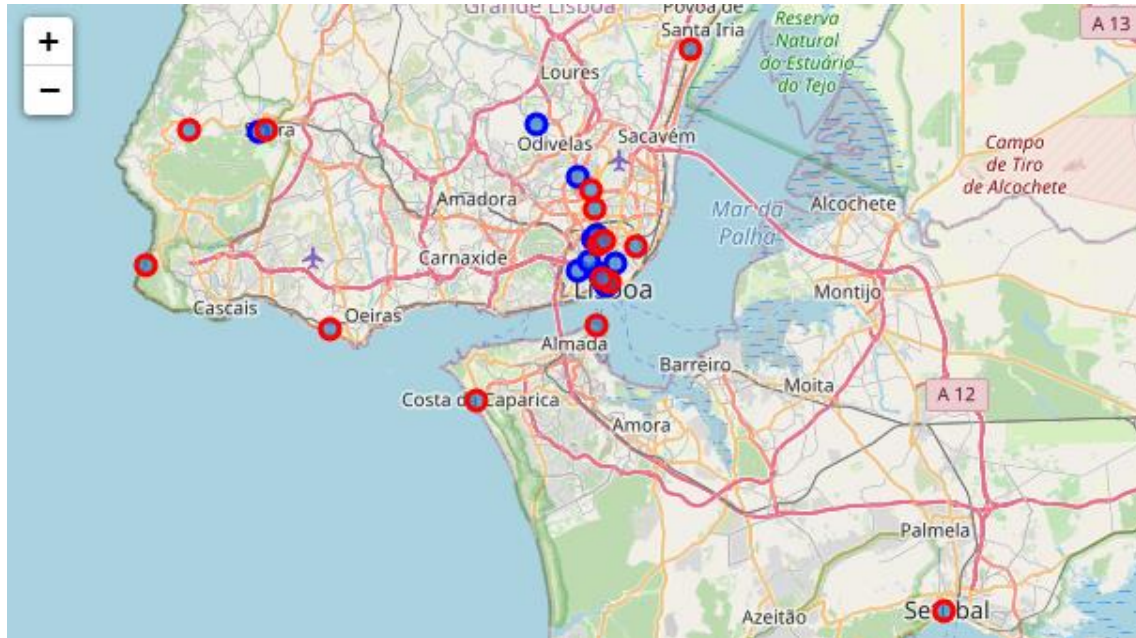 Grande Lisboa
Póvoa de
Santa Iria
Reserva
Natural
do Estuário
do Tejo
A 13
+
−
Loures
Odivelas
Sacavém
Campo
de Tiro
de Alcochete
Amadora
Alcochete
Mar da
Palha
Carnaxide
Montijo
Lisboa
Cascais
Oeiras
Almada
Barreiro
Moita
A 12
Costa da Caparica
Amora
Palmela
Azeitão
Setúbal